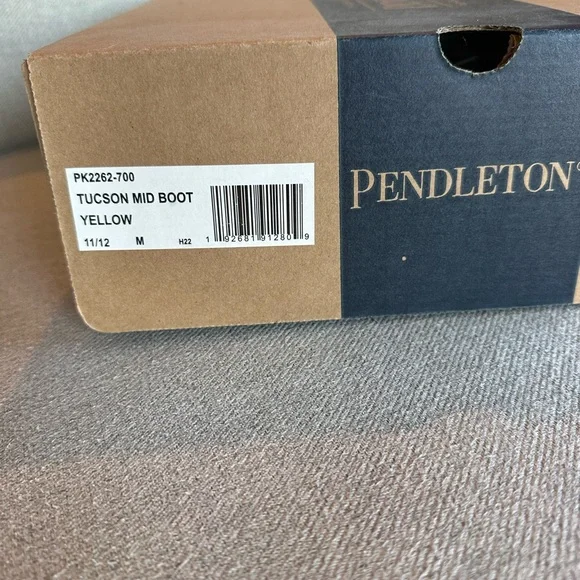 PK2262-700
TUCSON MID BOOT
YELLOW
11/12 M H22
1 92681 91280 9
PENDLETON®